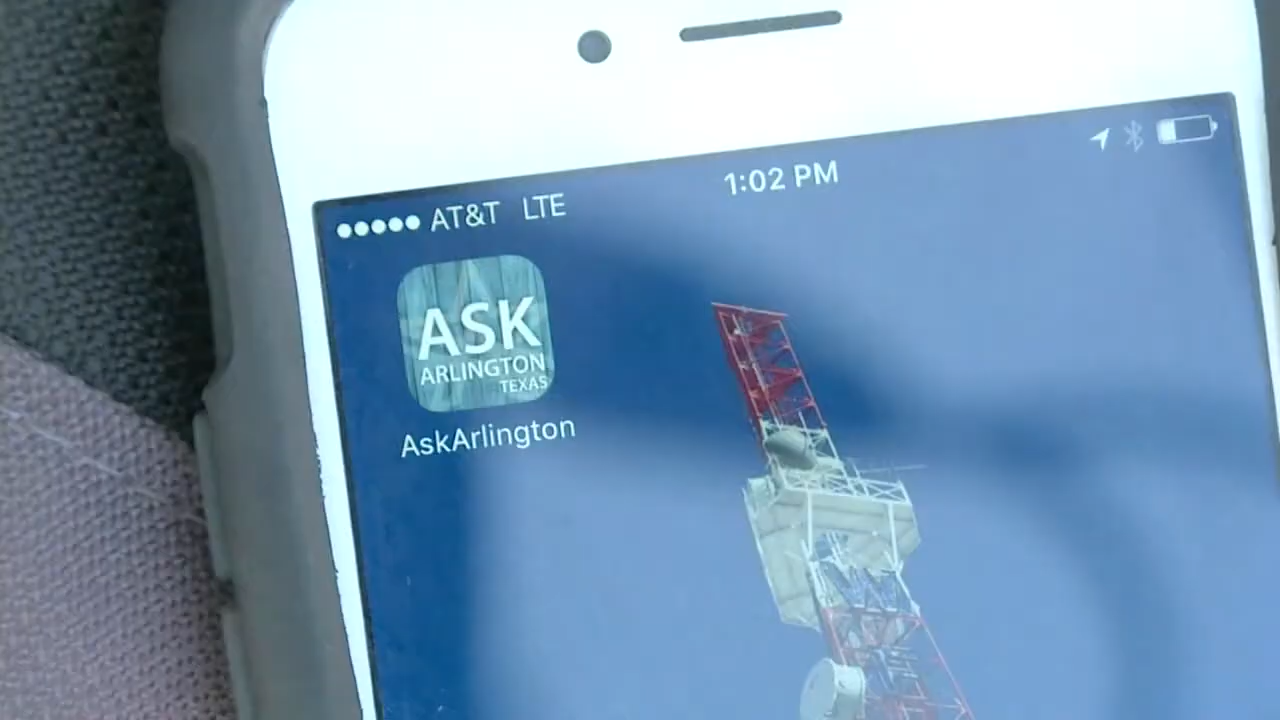 AT&T LTE 1:02 PM
ASK
ARLINGTON
TEXAS
AskArlington